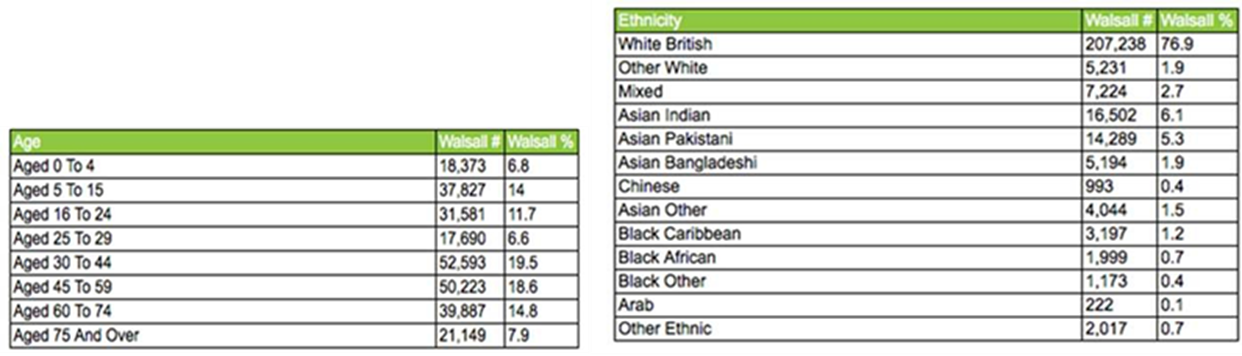 Age Walsall # Walsall %
Aged 0 To 4 18,373 6.8
Aged 5 To 15 37,827 14
Aged 16 To 24 31,581 11.7
Aged 25 To 29 17,690 6.6
Aged 30 To 44 52,593 19.5
Aged 45 To 59 50,223 18.6
Aged 60 To 74 39,887 14.8
Aged 75 And Over 21,149 7.9
Ethnicity Walsall # Walsall %
White British 207,238 76.9
Other White 5,231 1.9
Mixed 7,224 2.7
Asian Indian 16,502 6.1
Asian Pakistani 14,289 5.3
Asian Bangladeshi 5,194 1.9
Chinese 993 0.4
Asian Other 4,044 1.5
Black Caribbean 3,197 1.2
Black African 1,999 0.7
Black Other 1,173 0.4
Arab 222 0.1
Other Ethnic 2,017 0.7